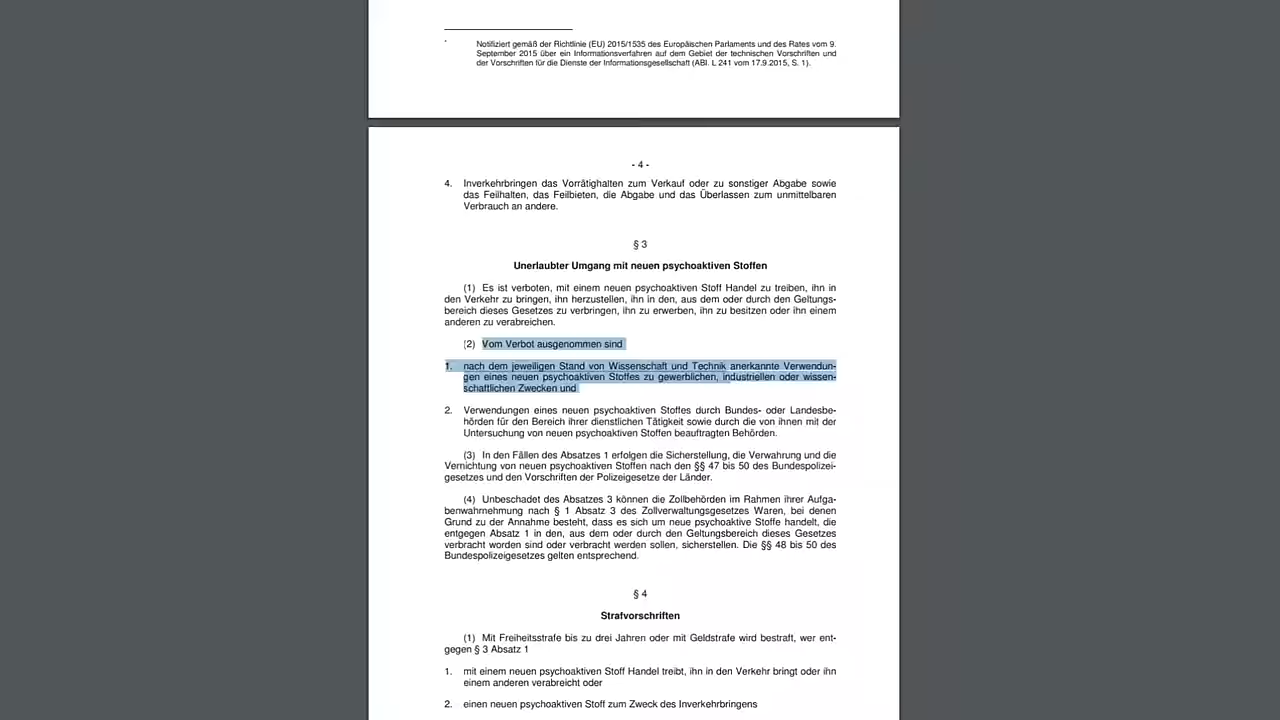 * Notifiziert gemäß der Richtlinie (EU) 2015/1535 des Europäischen Parlaments und des Rates vom 9.
September 2015 über ein Informationsverfahren auf dem Gebiet der technischen Vorschriften und
der Vorschriften für die Dienste der Informationsgesellschaft (ABl. L 241 vom 17.9.2015, S. 1).
- 4 -
4. Inverkehrbringen das Vorrätighalten zum Verkauf oder zu sonstiger Abgabe sowie
das Feilhalten, das Feilbieten, die Abgabe und das Überlassen zum unmittelbaren
Verbrauch an andere.
§ 3
Unerlaubter Umgang mit neuen psychoaktiven Stoffen
(1) Es ist verboten, mit einem neuen psychoaktiven Stoff Handel zu treiben, ihn in
den Verkehr zu bringen, ihn herzustellen, ihn in den, aus dem oder durch den Geltungs-
bereich dieses Gesetzes zu verbringen, ihn zu erwerben, ihn zu besitzen oder ihn einem
anderen zu verabreichen.
(2) Vom Verbot ausgenommen sind
1. nach dem jeweiligen Stand von Wissenschaft und Technik anerkannte Verwendun-
gen eines neuen psychoaktiven Stoffes zu gewerblichen, industriellen oder wissen-
schaftlichen Zwecken und
2. Verwendungen eines neuen psychoaktiven Stoffes durch Bundes- oder Landesbe-
hörden für den Bereich ihrer dienstlichen Tätigkeit sowie durch die von ihnen mit der
Untersuchung von neuen psychoaktiven Stoffen beauftragten Behörden.
(3) In den Fällen des Absatzes 1 erfolgen die Sicherstellung, die Verwahrung und die
Vernichtung von neuen psychoaktiven Stoffen nach den §§ 47 bis 50 des Bundespolizei-
gesetzes und den Vorschriften der Polizeigesetze der Länder.
(4) Unbeschadet des Absatzes 3 können die Zollbehörden im Rahmen ihrer Aufga-
benwahrnehmung nach § 1 Absatz 3 des Zollverwaltungsgesetzes Waren, bei denen
Grund zu der Annahme besteht, dass es sich um neue psychoaktive Stoffe handelt, die
entgegen Absatz 1 in den, aus dem oder durch den Geltungsbereich dieses Gesetzes
verbracht worden sind oder verbracht werden sollen, sicherstellen. Die §§ 48 bis 50 des
Bundespolizeigesetzes gelten entsprechend.
§ 4
Strafvorschriften
(1) Mit Freiheitsstrafe bis zu drei Jahren oder mit Geldstrafe wird bestraft, wer ent-
gegen § 3 Absatz 1
1. mit einem neuen psychoaktiven Stoff Handel treibt, ihn in den Verkehr bringt oder ihn
einem anderen verabreicht oder
2. einen neuen psychoaktiven Stoff zum Zweck des Inverkehrbringens